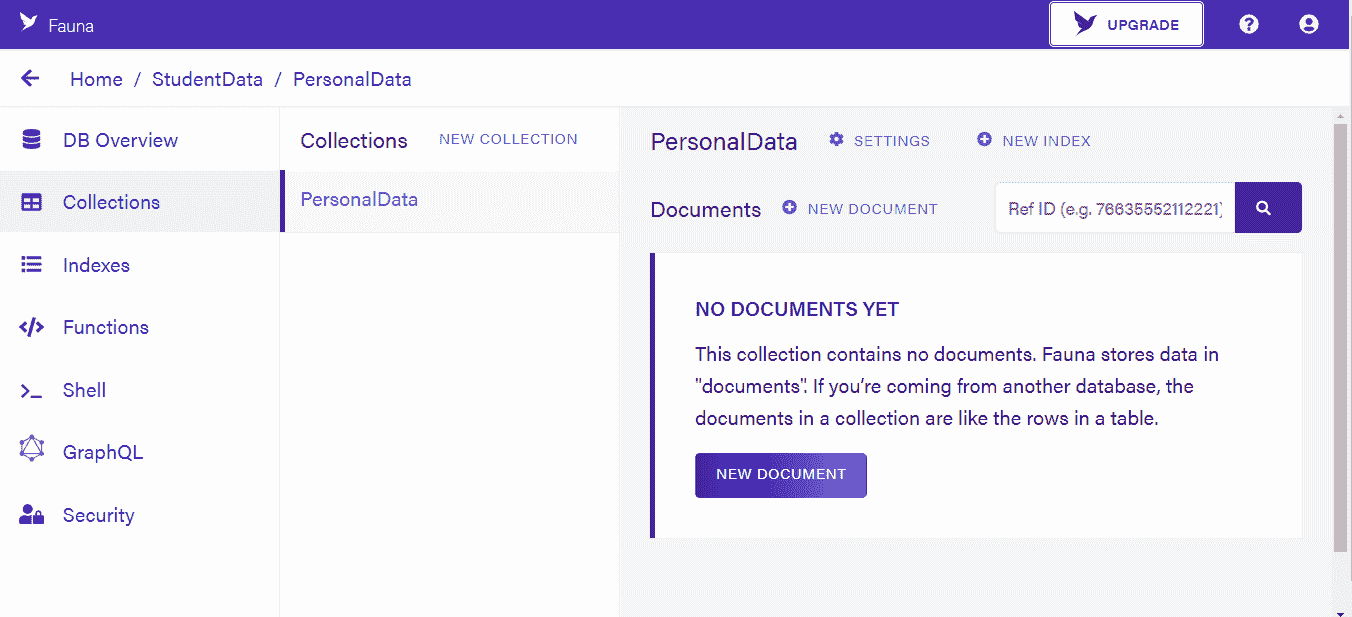 Fauna
UPGRADE
Home / StudentData / PersonalData
DB Overview
Collections
Indexes
Functions
Shell
GraphQL
Security
Collections NEW COLLECTION
PersonalData
PersonalData SETTINGS NEW INDEX
Documents NEW DOCUMENT Ref ID (e.g. 76635552112221)
NO DOCUMENTS YET
This collection contains no documents. Fauna stores data in
"documents". If you’re coming from another database, the
documents in a collection are like the rows in a table.
NEW DOCUMENT